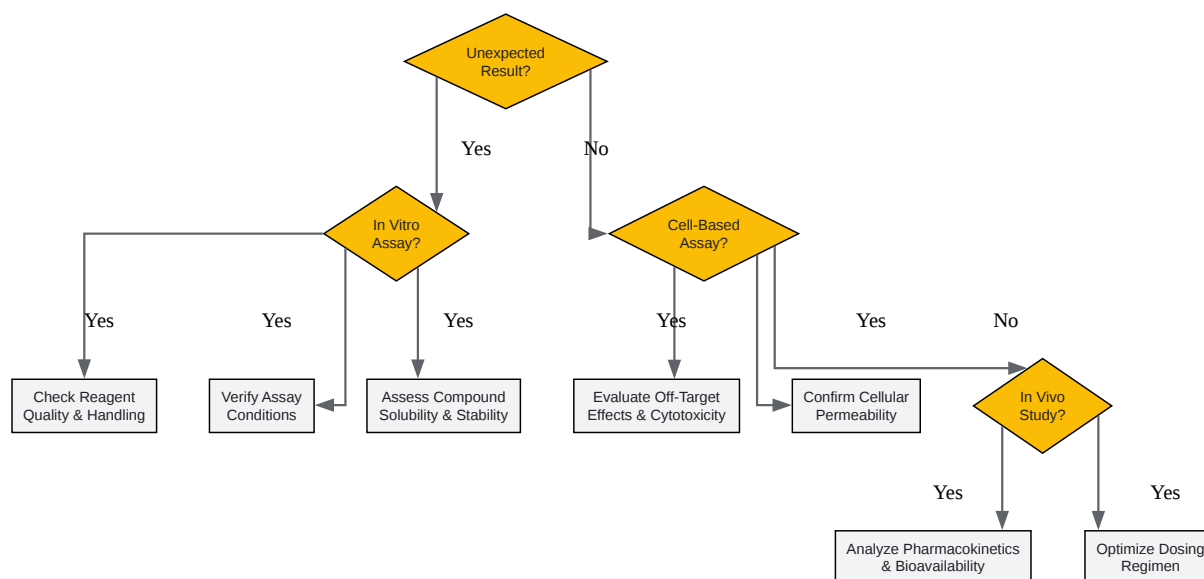 Unexpected
Result?
Yes
No
In Vitro
Assay?
Cell-Based
Assay?
Yes
Yes
Yes
Yes
Yes
No
Check Reagent
Quality & Handling
Verify Assay
Conditions
Assess Compound
Solubility & Stability
Evaluate Off-Target
Effects & Cytotoxicity
Confirm Cellular
Permeability
In Vivo
Study?
Yes
Yes
Analyze Pharmacokinetics
& Bioavailability
Optimize Dosing
Regimen